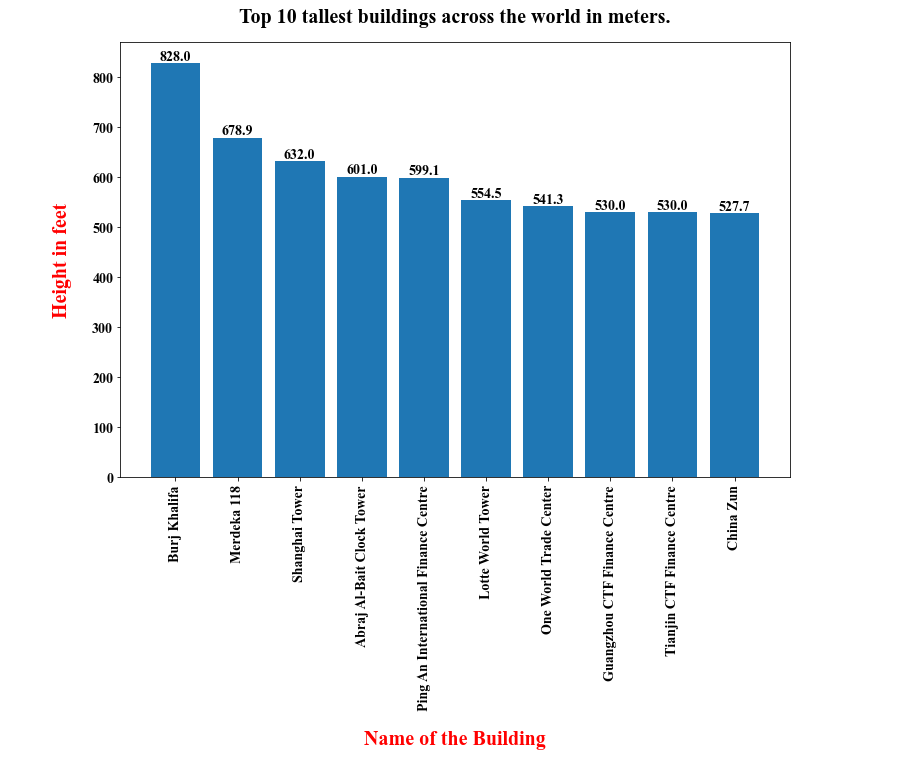 Top 10 tallest buildings across the world in meters.
Height in feet
800
700
600
500
400
300
200
100
0
828.0
678.9
632.0
601.0
599.1
554.5
541.3
530.0
530.0
527.7
Burj Khalifa
Merdeka 118
Shanghai Tower
Abraj Al-Bait Clock Tower
Ping An International Finance Centre
Lotte World Tower
One World Trade Center
Guangzhou CTF Finance Centre
Tianjin CTF Finance Centre
China Zun
Name of the Building